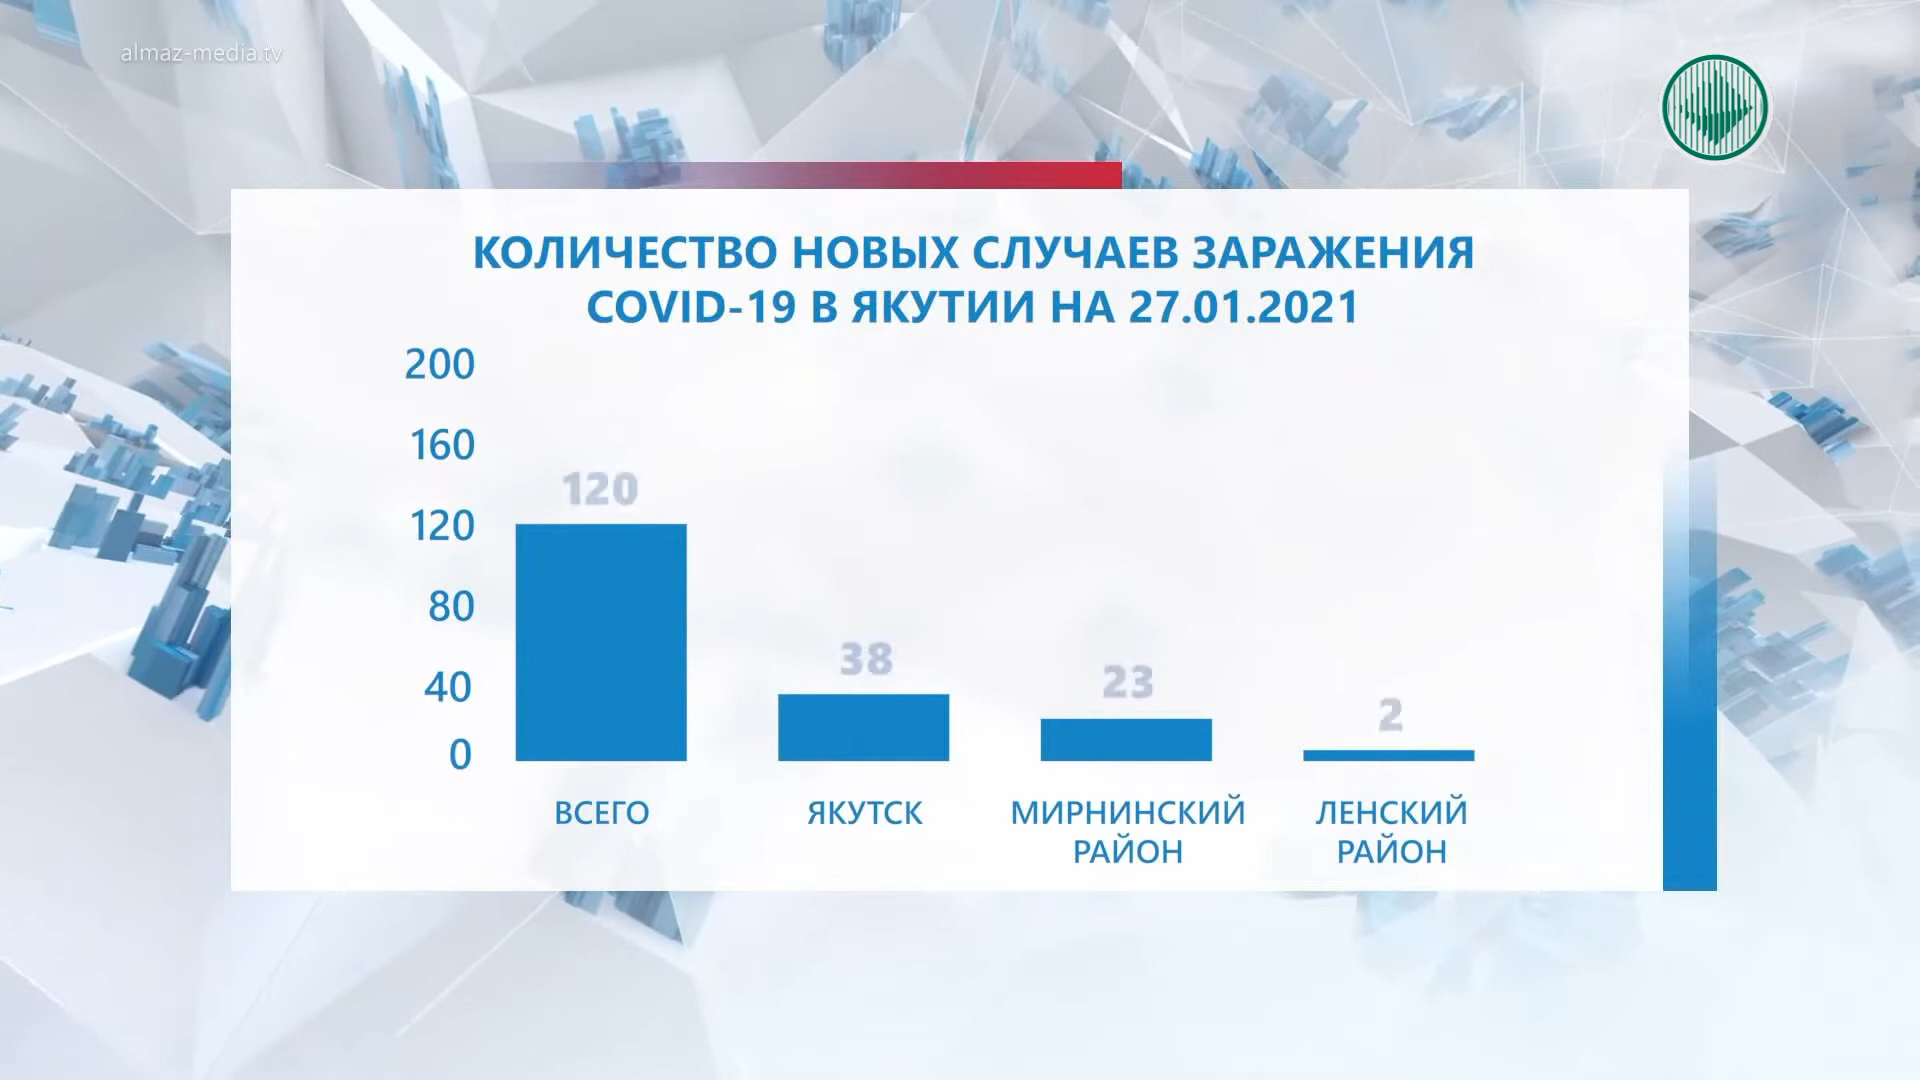 almaz-media.tv
КОЛИЧЕСТВО НОВЫХ СЛУЧАЕВ ЗАРАЖЕНИЯ
COVID-19 В ЯКУТИИ НА 27.01.2021
200
160
120
120
80
38
40
23
2
0
ВСЕГО
ЯКУТСК
МИРНИНСКИЙ
РАЙОН
ЛЕНСКИЙ
РАЙОН